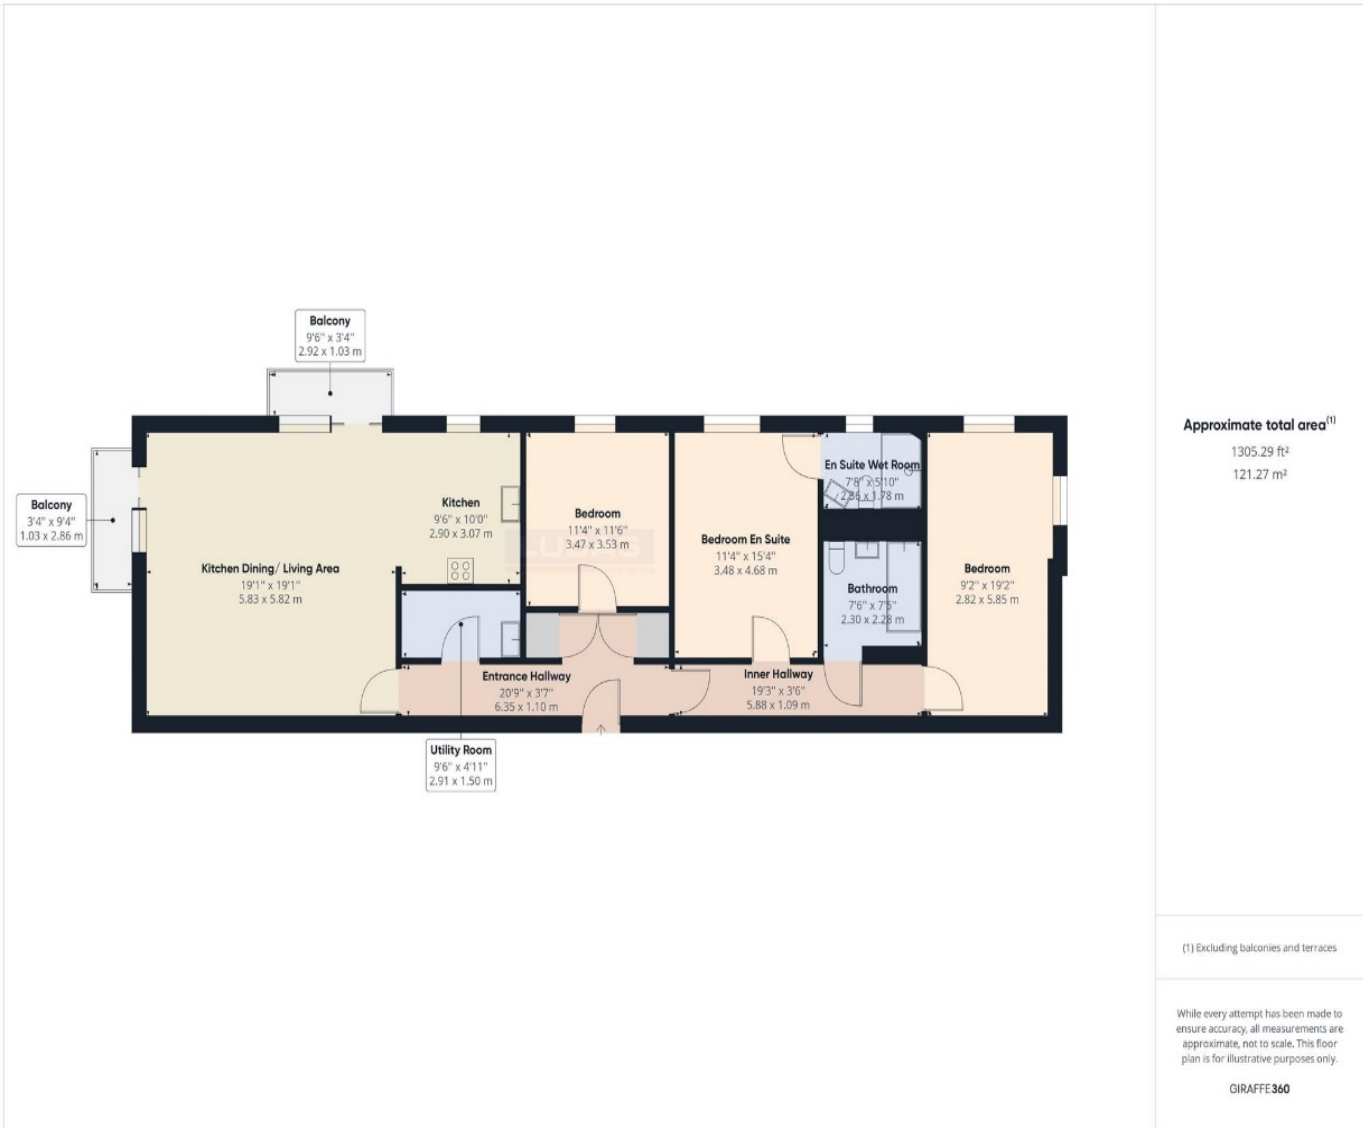 Balcony
9'6" x 3'4"
2.92 x 1.03 m
Balcony
3'4" x 9'4"
1.03 x 2.86 m
Kitchen Dining/ Living Area
19'1" x 19'1"
5.83 x 5.82 m
Kitchen
9'6" x 10'0"
2.90 x 3.07 m
Bedroom
11'4" x 11'6"
3.47 x 3.53 m
Bedroom En Suite
11'4" x 15'4"
3.48 x 4.68 m
En Suite Wet Room
7'8" x 5'10"
2.36 x 1.78 m
Bathroom
7'6" x 7'5"
2.30 x 2.28 m
Bedroom
9'2" x 19'2"
2.82 x 5.85 m
Entrance Hallway
20'9" x 3'7"
6.35 x 1.10 m
Inner Hallway
19'3" x 3'6"
5.88 x 1.09 m
Utility Room
9'6" x 4'11"
2.91 x 1.50 m
Approximate total area(1)
1305.29 ft²
121.27 m²
(1) Excluding balconies and terraces
While every attempt has been made to
ensure accuracy, all measurements are
approximate, not to scale. This floor
plan is for illustrative purposes only.
GIRAFFE360